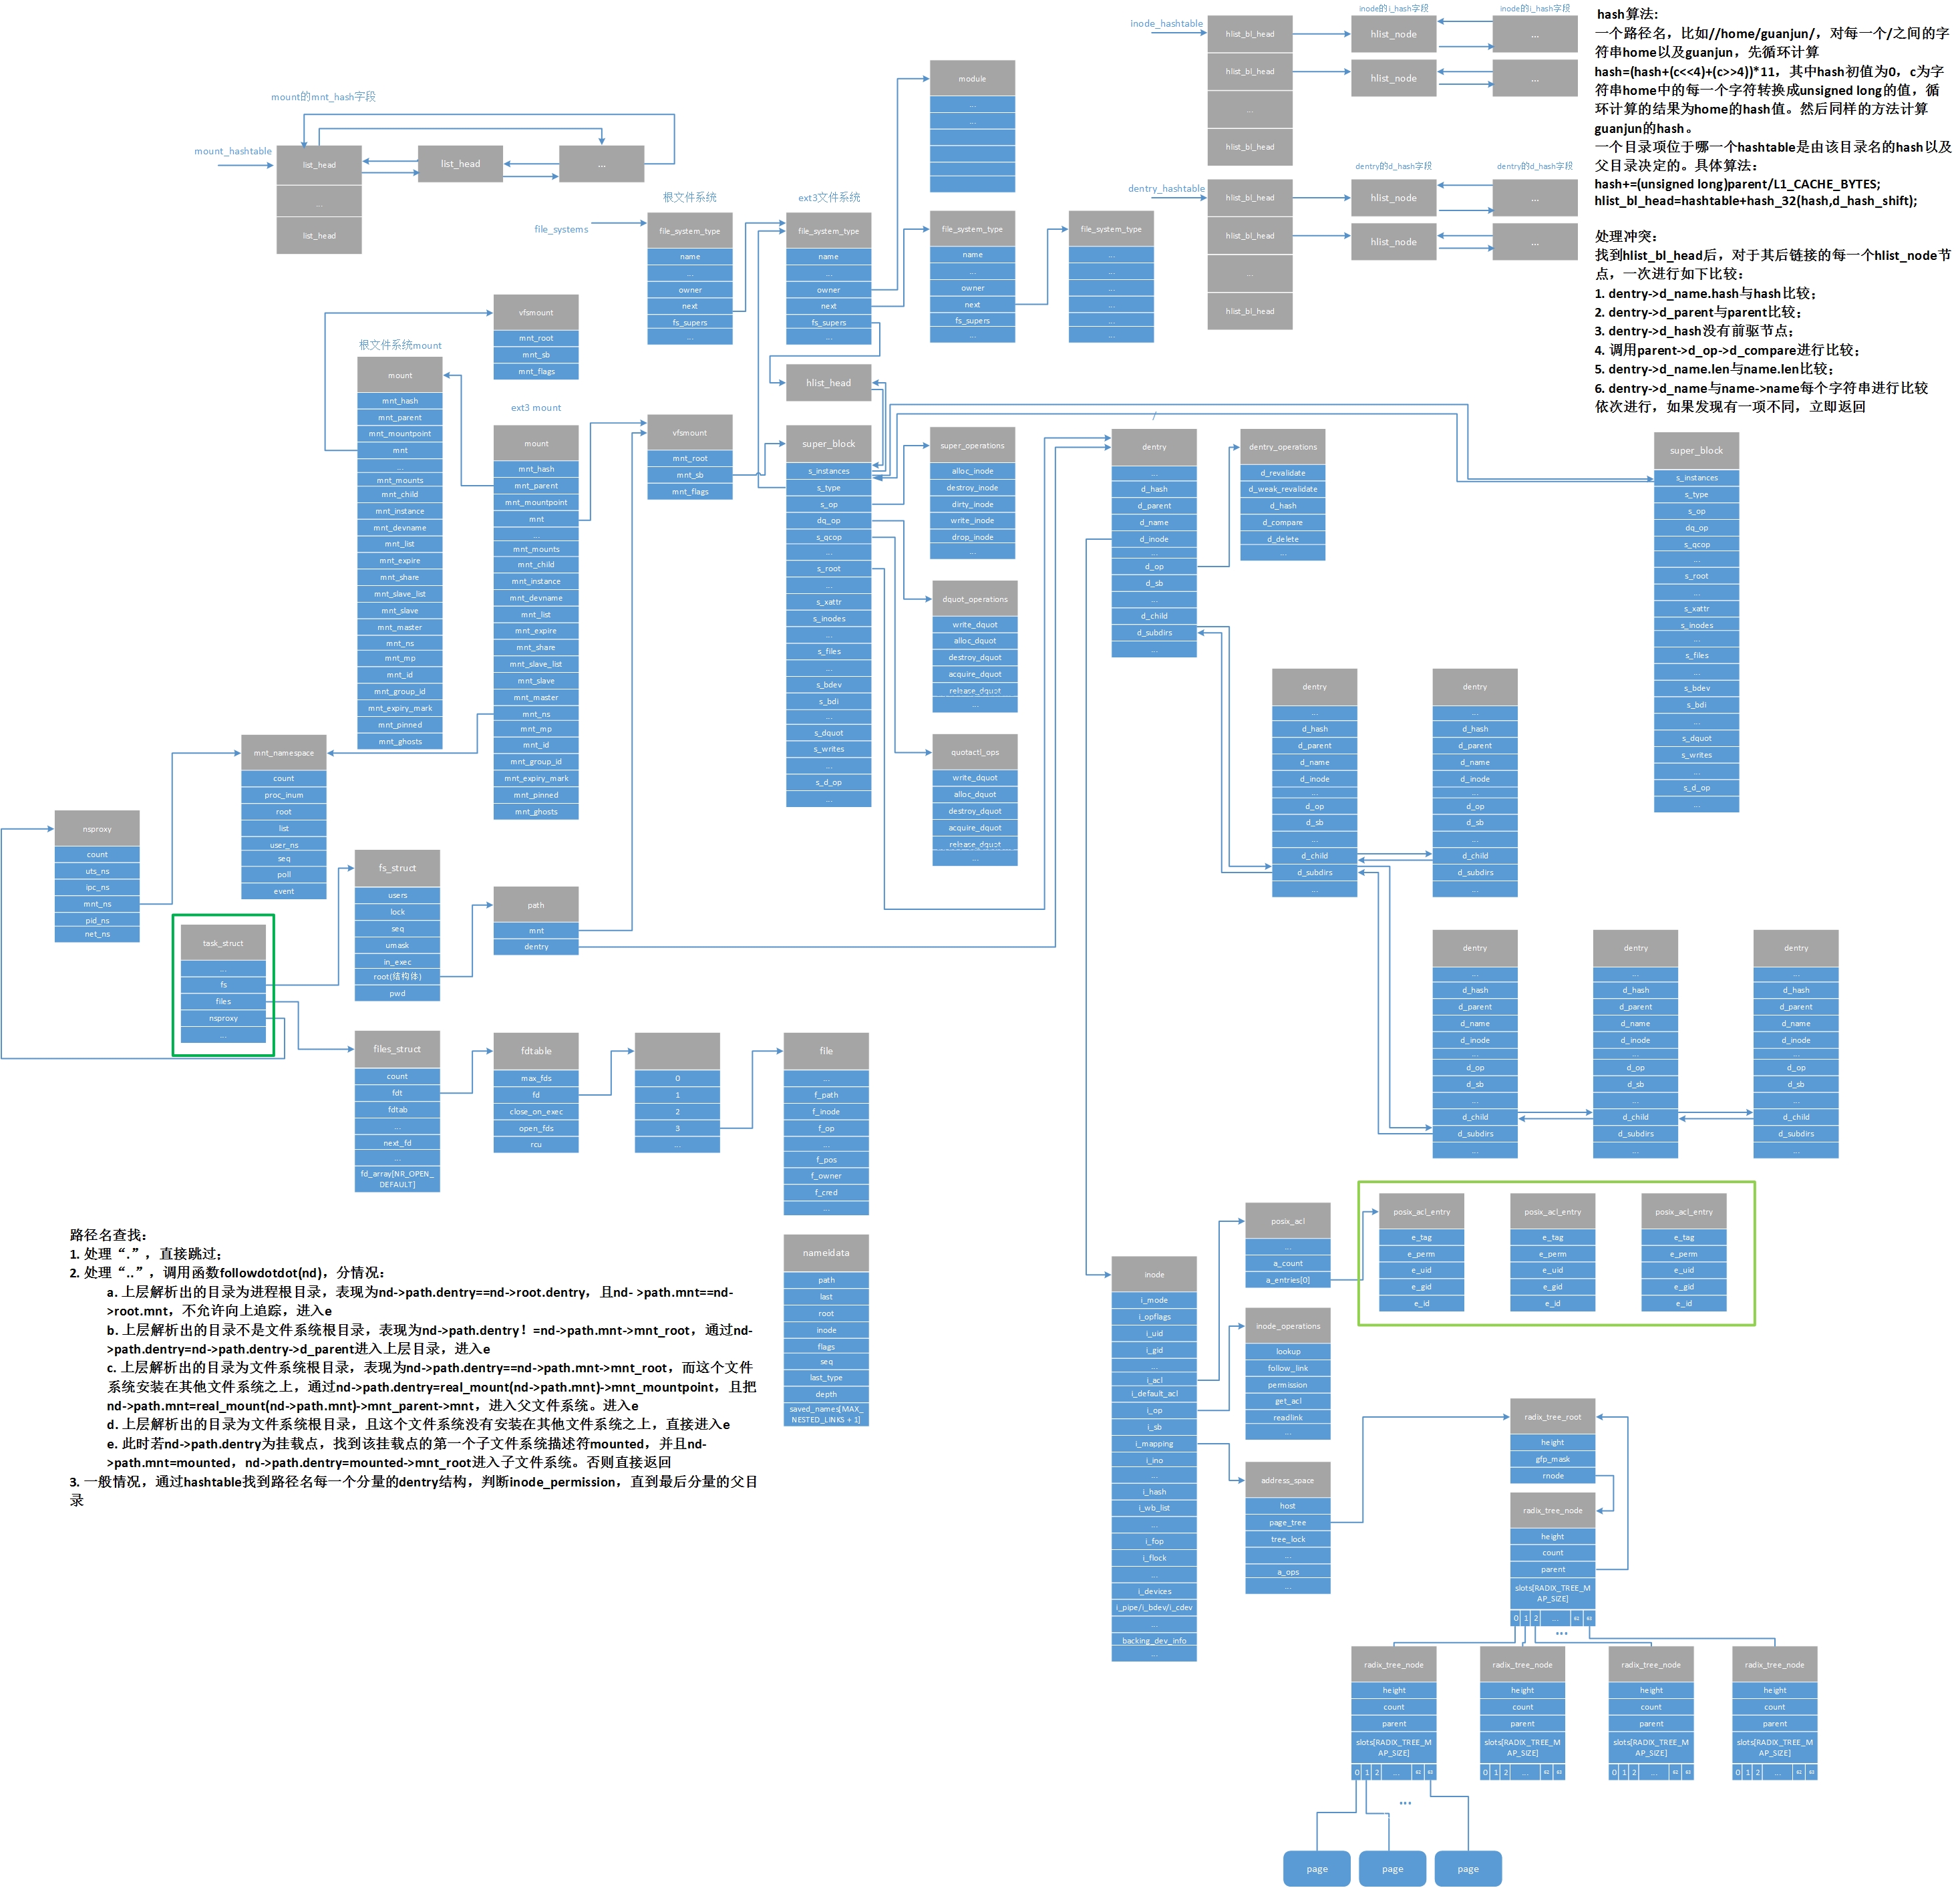 mount的mnt_hash字段
mount_hashtable
list_head
list_head
...
...
list_head
inode_hashtable
inode的i_hash字段
inode的i_hash字段
hlist_bl_head
hlist_node
...
hlist_bl_head
hlist_node
...
...
hlist_bl_head
dentry_hashtable
dentry的d_hash字段
dentry的d_hash字段
hlist_bl_head
hlist_node
...
hlist_bl_head
hlist_node
...
...
hlist_bl_head
hash算法:
一个路径名，比如//home/guanjun/，对每一个/之间的字
符串home以及guanjun，先循环计算
hash=(hash+(c<<4)+(c>>4))*11，其中hash初值为0，c为字
符串home中的每一个字符转换成unsigned long的值，循
环计算的结果为home的hash值。然后同样的方法计算
guanjun的hash。
一个目录项位于哪一个hashtable是由该目录名的hash以及
父目录决定的。具体算法：
hash+=(unsigned long)parent/L1_CACHE_BYTES;
hlist_bl_head=hashtable+hash_32(hash,d_hash_shift);
处理冲突：
找到hlist_bl_head后，对于其后链接的每一个hlist_node节
点，一次进行如下比较：
1. dentry->d_name.hash与hash比较；
2. dentry->d_parent与parent比较；
3. dentry->d_hash没有前驱节点；
4. 调用parent->d_op->d_compare进行比较；
5. dentry->d_name.len与name.len比较；
6. dentry->d_name与name->name每个字符串进行比较
依次进行，如果发现有一项不同，立即返回
module
...
...
file_systems
根文件系统
file_system_type
name
...
owner
next
fs_supers
...
ext3文件系统
file_system_type
name
...
owner
next
fs_supers
...
file_system_type
name
...
owner
next
fs_supers
...
file_system_type
...
...
...
...
...
...
hlist_head
vfsmount
mnt_root
mnt_sb
mnt_flags
根文件系统mount
mount
mnt_hash
mnt_parent
mnt_mountpoint
mnt
...
mnt_mounts
mnt_child
mnt_instance
mnt_devname
mnt_list
mnt_expire
mnt_share
mnt_slave_list
mnt_slave
mnt_master
mnt_ns
mnt_mp
mnt_id
mnt_group_id
mnt_expiry_mark
mnt_pinned
mnt_ghosts
ext3 mount
mount
mnt_hash
mnt_parent
mnt_mountpoint
mnt
...
mnt_mounts
mnt_child
mnt_instance
mnt_devname
mnt_list
mnt_expire
mnt_share
mnt_slave_list
mnt_slave
mnt_master
mnt_ns
mnt_mp
mnt_id
mnt_group_id
mnt_expiry_mark
mnt_pinned
mnt_ghosts
vfsmount
mnt_root
mnt_sb
mnt_flags
super_block
s_instances
s_type
s_op
dq_op
s_qcop
...
s_root
...
s_xattr
s_inodes
...
s_files
...
s_bdev
s_bdi
...
s_dquot
s_writes
...
s_d_op
...
super_operations
alloc_inode
destroy_inode
dirty_inode
write_inode
drop_inode
...
dquot_operations
write_dquot
alloc_dquot
destroy_dquot
acquire_dquot
release_dquot
...
quotactl_ops
write_dquot
alloc_dquot
destroy_dquot
acquire_dquot
release_dquot
...
dentry
...
d_hash
d_parent
d_name
d_inode
...
d_op
d_sb
...
d_child
d_subdirs
...
dentry_operations
d_revalidate
d_weak_revalidate
d_hash
d_compare
d_delete
...
super_block
s_instances
s_type
s_op
dq_op
s_qcop
...
s_root
...
s_xattr
s_inodes
...
s_files
...
s_bdev
s_bdi
...
s_dquot
s_writes
...
s_d_op
...
dentry
...
d_hash
d_parent
d_name
d_inode
...
d_op
d_sb
...
d_child
d_subdirs
...
dentry
...
d_hash
d_parent
d_name
d_inode
...
d_op
d_sb
...
d_child
d_subdirs
...
dentry
...
d_hash
d_parent
d_name
d_inode
...
d_op
d_sb
...
d_child
d_subdirs
...
dentry
...
d_hash
d_parent
d_name
d_inode
...
d_op
d_sb
...
d_child
d_subdirs
...
dentry
...
d_hash
d_parent
d_name
d_inode
...
d_op
d_sb
...
d_child
d_subdirs
...
nsproxy
count
uts_ns
ipc_ns
mnt_ns
pid_ns
net_ns
mnt_namespace
count
proc_inum
root
list
user_ns
seq
poll
event
task_struct
...
fs
files
nsproxy
...
fs_struct
users
lock
seq
umask
in_exec
root(结构体)
pwd
path
mnt
dentry
files_struct
count
fdt
fdtab
...
next_fd
...
fd_array[NR_OPEN_
DEFAULT]
fdtable
max_fds
fd
close_on_exec
open_fds
rcu
0
1
2
3
...
file
...
f_path
f_inode
f_op
...
f_pos
f_owner
f_cred
...
nameidata
path
last
root
inode
flags
seq
last_type
depth
saved_names[MAX_
NESTED_LINKS + 1]
路径名查找：
1. 处理“.”，直接跳过；
2. 处理“..”，调用函数followdotdot(nd)，分情况：
a. 上层解析出的目录为进程根目录，表现为nd->path.dentry==nd->root.dentry，且nd- >path.mnt==nd-
>root.mnt，不允许向上追踪，进入e
b. 上层解析出的目录不是文件系统根目录，表现为nd->path.dentry！=nd->path.mnt->mnt_root，通过nd-
>path.dentry=nd->path.dentry->d_parent进入上层目录，进入e
c. 上层解析出的目录为文件系统根目录，表现为nd->path.dentry==nd->path.mnt->mnt_root，而这个文件
系统安装在其他文件系统之上，通过nd->path.dentry=real_mount(nd->path.mnt)->mnt_mountpoint，且把
nd->path.mnt=real_mount(nd->path.mnt)->mnt_parent->mnt，进入父文件系统。进入e
d. 上层解析出的目录为文件系统根目录，且这个文件系统没有安装在其他文件系统之上，直接进入e
e. 此时若nd->path.dentry为挂载点，找到该挂载点的第一个子文件系统描述符mounted，并且nd-
>path.mnt=mounted，nd->path.dentry=mounted->mnt_root进入子文件系统。否则直接返回
3. 一般情况，通过hashtable找到路径名每一个分量的dentry结构，判断inode_permission，直到最后分量的父目
录
inode
i_mode
i_opflags
i_uid
i_gid
...
i_acl
i_default_acl
i_op
i_sb
i_mapping
i_ino
...
i_hash
i_wb_list
...
i_fop
i_flock
...
i_devices
i_pipe/i_bdev/i_cdev
...
backing_dev_info
...
posix_acl
...
a_count
a_entries[0]
posix_acl_entry
e_tag
e_perm
e_uid
e_gid
e_id
posix_acl_entry
e_tag
e_perm
e_uid
e_gid
e_id
posix_acl_entry
e_tag
e_perm
e_uid
e_gid
e_id
inode_operations
lookup
follow_link
permission
get_acl
readlink
...
address_space
host
page_tree
tree_lock
...
a_ops
...
radix_tree_root
height
gfp_mask
rnode
radix_tree_node
height
count
parent
slots[RADIX_TREE_M
AP_SIZE]
0 1 2 ... 62 63
...
radix_tree_node
height
count
parent
slots[RADIX_TREE_M
AP_SIZE]
0 1 2 ... 62 63
radix_tree_node
height
count
parent
slots[RADIX_TREE_M
AP_SIZE]
0 1 2 ... 62 63
radix_tree_node
height
count
parent
slots[RADIX_TREE_M
AP_SIZE]
0 1 2 ... 62 63
radix_tree_node
height
count
parent
slots[RADIX_TREE_M
AP_SIZE]
0 1 2 ... 62 63
...
page
page
page